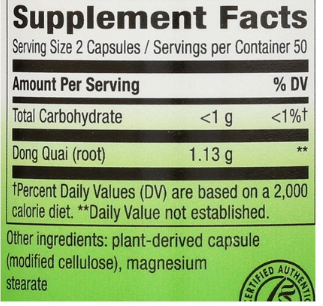 Supplement Facts
Serving Size 2 Capsules / Servings per Container 50
Amount Per Serving % DV
Total Carbohydrate <1 g <1%†
Dong Quai (root) 1.13 g **
†Percent Daily Values (DV) are based on a 2,000
calorie diet. **Daily Value not established.
Other ingredients: plant-derived capsule
(modified cellulose), magnesium
stearate
CERTIFIED AUTHENTI